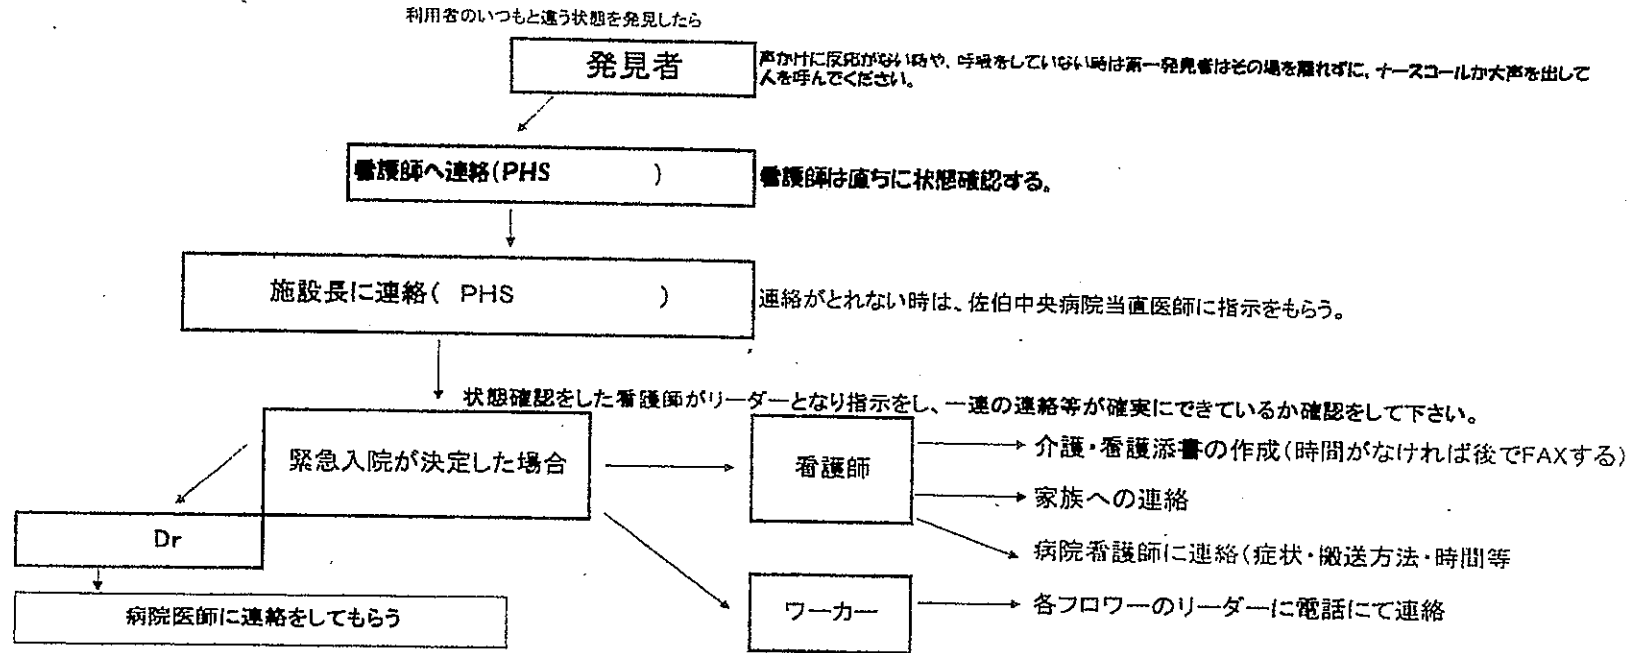 利用者のいつもと違う状態を発見したら
発見者
声かけに反応がない時や、呼吸をしていない時は第一発見者はその場を離れずに、ナースコールか大声を出して
人を呼んでください。
看護師へ連絡(PHS　　　　)
看護師は直ちに状態確認する。
施設長に連絡(　PHS　　　　　　)
連絡がとれない時は、佐伯中央病院当直医師に指示をもらう。
状態確認をした看護師がリーダーとなり指示をし、一連の連絡等が確実にできているか確認をして下さい。
緊急入院が決定した場合
看護師
介護・看護添書の作成(時間がなければ後でFAXする)
家族への連絡
Dr
病院看護師に連絡(症状・搬送方法・時間等
病院医師に連絡をしてもらう
ワーカー
各フロワーのリーダーに電話にて連絡